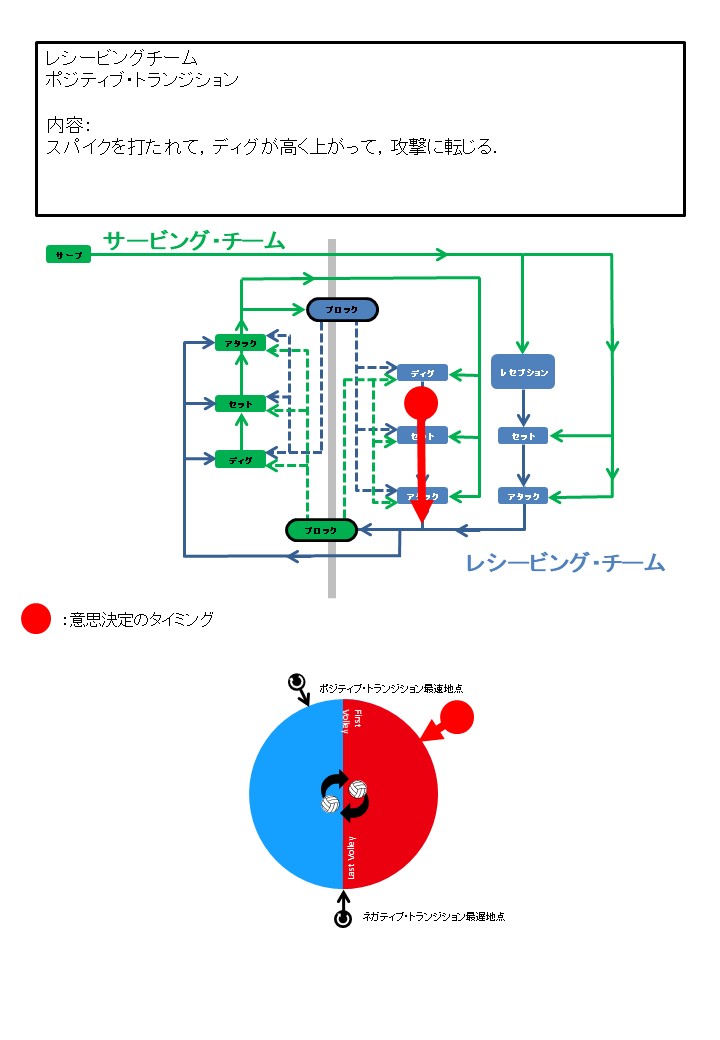 レシービングチーム
ポジティブ・トランジション
内容：
スパイクを打たれて，ディグが高く上がって，攻撃に転じる．
サービング・チーム
サーブ
ブロック
アタック
ディグ
レセプション
セット
セット
セット
ディグ
アタック
アタック
ブロック
レシービング・チーム
：意思決定のタイミング
ポジティブ・トランジション最速地点
First
Volley
Last Volley
ネガティブ・トランジション最遅地点